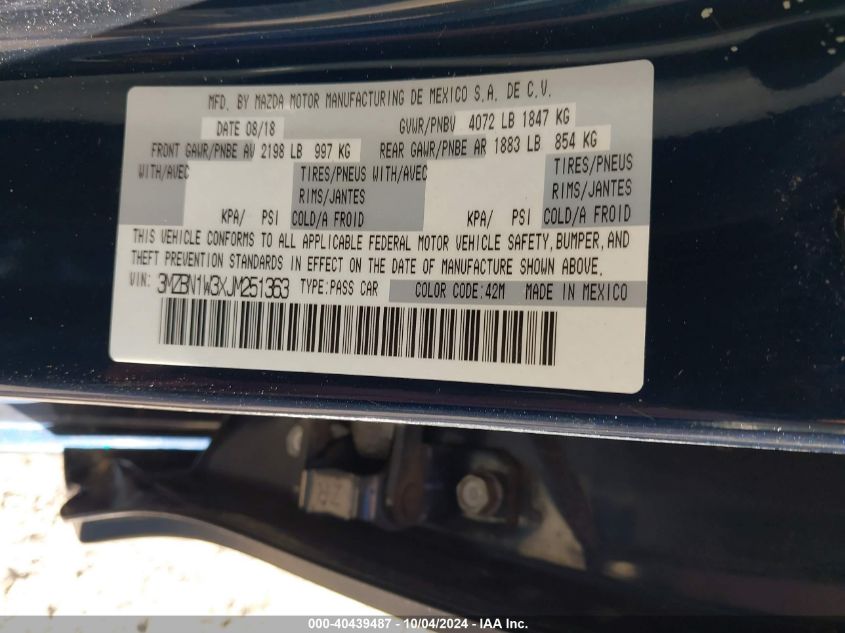 MFD. BY MAZDA MOTOR MANUFACTURING DE MEXICO S.A. DE C.V.
DATE 08/18 GVWR/PNBV 4072 LB 1847 KG
FRONT GAWR/PNBE AV 2198 LB 997 KG REAR GAWR/PNBE AR 1883 LB 854 KG
WITH/AVEC TIRES/PNEUS WITH/AVEC TIRES/PNEUS
RIMS/JANTES RIMS/JANTES
KPA/ PSI COLD/A FROID KPA/ PSI COLD/A FROID
THIS VEHICLE CONFORMS TO ALL APPLICABLE FEDERAL MOTOR VEHICLE SAFETY, BUMPER, AND
THEFT PREVENTION STANDARDS IN EFFECT ON THE DATE OF MANUFACTURE SHOWN ABOVE.
VIN: 3MZBN1W3XJM251363 TYPE:PASS CAR COLOR CODE:42M MADE IN MEXICO
000-40439487 - 10/04/2024 - IAA Inc.